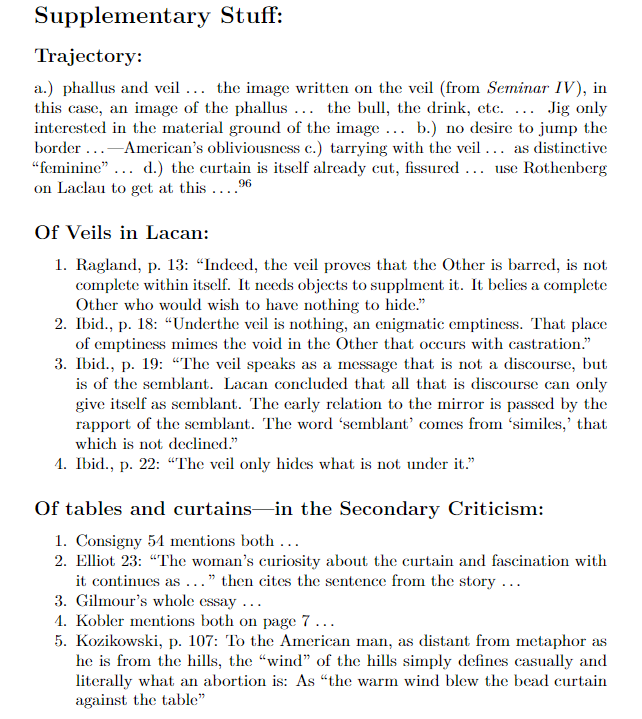 Supplementary Stuff:
Trajectory:
a.) phallus and veil ... the image written on the veil (from Seminar IV), in
this case, an image of the phallus ... the bull, the drink, etc. ... Jig only
interested in the material ground of the image ... b.) no desire to jump the
border ...—American's obliviousness c.) tarrying with the veil ... as distinctive
“feminine” ... d.) the curtain is itself already cut, fissured ... use Rothenberg
on Laclau to get at this ....96
Of Veils in Lacan:
1. Ragland, p. 13: “Indeed, the veil proves that the Other is barred, is not
complete within itself. It needs objects to supplment it. It belies a complete
Other who would wish to have nothing to hide.”
2. Ibid., p. 18: “Underthe veil is nothing, an enigmatic emptiness. That place
of emptiness mimes the void in the Other that occurs with castration.”
3. Ibid., p. 19: “The veil speaks as a message that is not a discourse, but
is of the semblant. Lacan concluded that all that is discourse can only
give itself as semblant. The early relation to the mirror is passed by the
rapport of the semblant. The word ‘semblant’ comes from ‘similes,’ that
which is not declined.”
4. Ibid., p. 22: “The veil only hides what is not under it.”
Of tables and curtains—in the Secondary Criticism:
1. Consigny 54 mentions both ...
2. Elliot 23: “The woman's curiosity about the curtain and fascination with
it continues as ...” then cites the sentence from the story ...
3. Gilmour's whole essay ...
4. Kobler mentions both on page 7 ...
5. Kozikowski, p. 107: To the American man, as distant from metaphor as
he is from the hills, the “wind” of the hills simply defines casually and
literally what an abortion is: As “the warm wind blew the bead curtain
against the table”